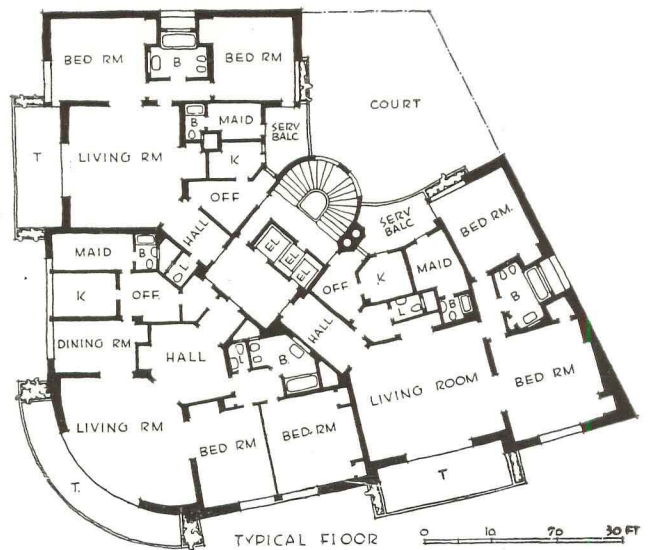 BED RM
B
BED RM
COURT
B
MAID
SERV
BALC
T
LIVING RM
K
OFF
HALL
SERV
BALC
BED RM.
MAID
B
L
EL
EL
EL
K
OFF.
OFF
K
MAID
B
DINING RM
HALL
HALL
L
B
L
B.
LIVING ROOM
BED RM
LIVING RM
BED RM
BED RM
T.
T
TYPICAL FLOOR
0 10 20 30 FT